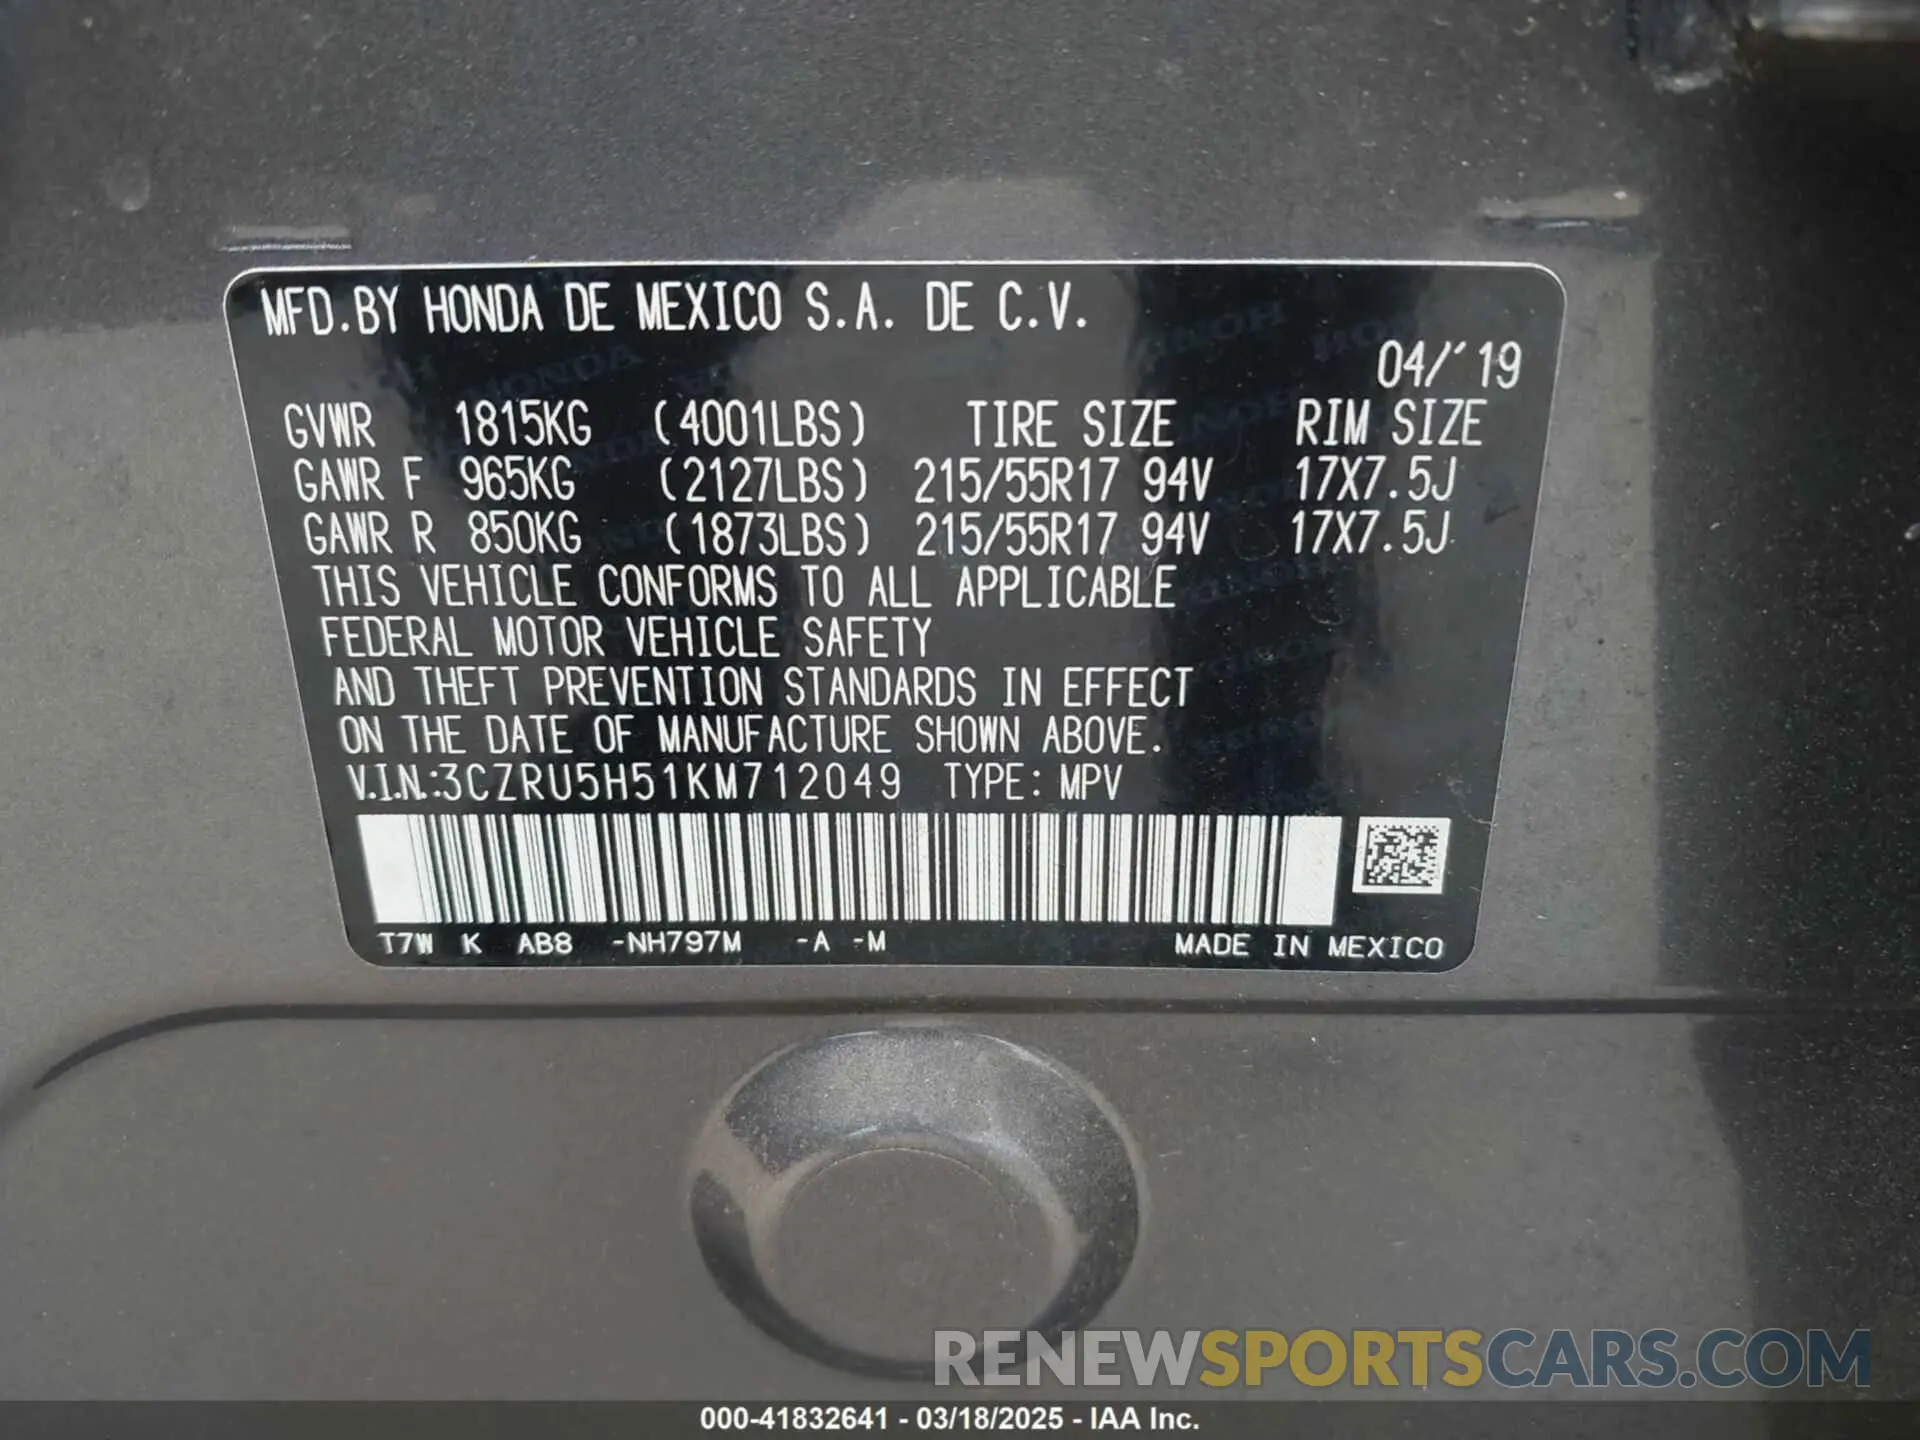 MFD.BY HONDA DE MEXICO S.A. DE C.V.
04/'19
GVWR 1815KG (4001LBS) TIRE SIZE RIM SIZE
GAWR F 965KG (2127LBS) 215/55R17 94V 17X7.5J
GAWR R 850KG (1873LBS) 215/55R17 94V 17X7.5J
THIS VEHICLE CONFORMS TO ALL APPLICABLE
FEDERAL MOTOR VEHICLE SAFETY
AND THEFT PREVENTION STANDARDS IN EFFECT
ON THE DATE OF MANUFACTURE SHOWN ABOVE.
V.I.N.:3CZRU5H51KM712049 TYPE: MPV
T7W K AB8 -NH797M -A -M MADE IN MEXICO
RENEWSPORTSCARS.COM
000-41832641 - 03/18/2025 - IAA Inc.